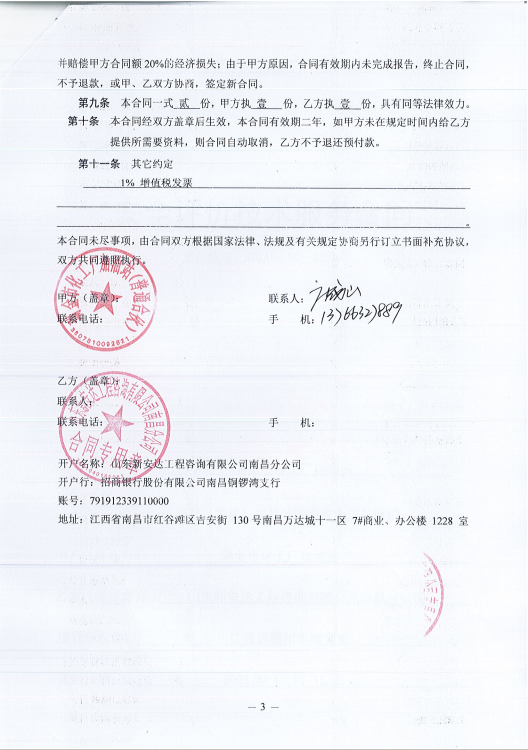 并赔偿甲方合同额20%的经济损失；由于甲方原因，合同有效期内未完成报告，终止合同，
不予退款，或甲、乙双方协商，签定新合同。
第九条 本合同一式 贰 份，甲方执 壹 份，乙方执 壹 份，具有同等法律效力。
第十条 本合同经双方盖章后生效，本合同有效期二年，如甲方未在规定时间内给乙方
提供所需要资料，则合同自动取消，乙方不予退还预付款。
第十一条 其它约定
1% 增值税发票
。
本合同未尽事项，由合同双方根据国家法律、法规及有关规定协商另行订立书面补充协议，
双方共同遵照执行。
甲方（盖章）： 联系人：
联系电话： 手 机：13766327889
加油站(普通合伙)
乙方（盖章）：
联系人：
联系电话： 手 机：
合同专用章
开户名称：山东新安达工程咨询有限公司南昌分公司
开户行：招商银行股份有限公司南昌铜锣湾支行
账号：791912339110000
地址：江西省南昌市红谷滩区吉安街 130 号南昌万达城十一区 7#商业、办公楼 1228 室
— 3 —